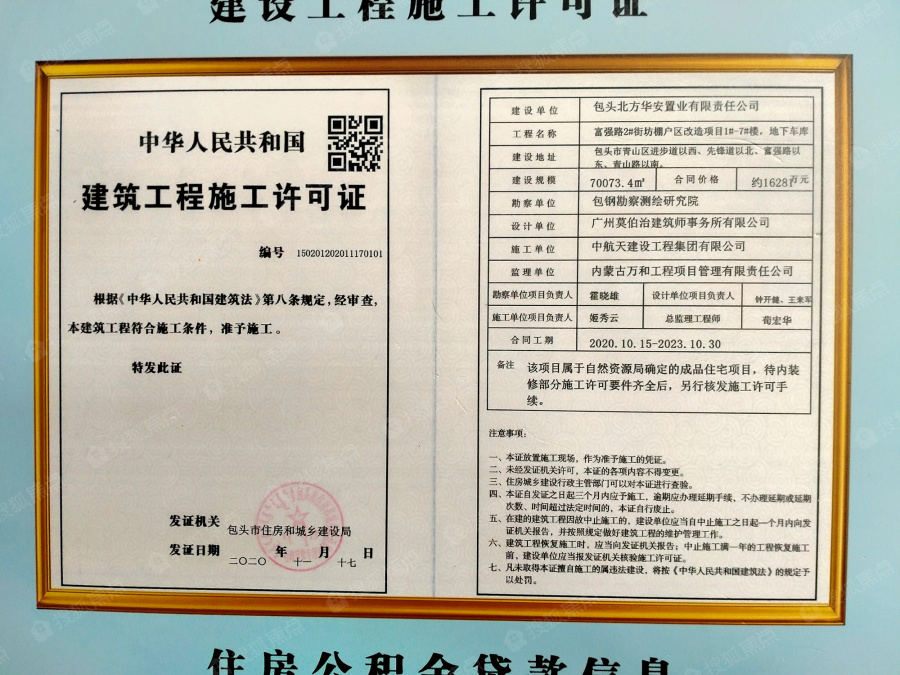 建设工程施工许可证
中华人民共和国
建筑工程施工许可证
编号 150201202011170101
根据《中华人民共和国建筑法》第八条规定，经审查，
本建筑工程符合施工条件，准予施工。
特发此证
发证机关 包头市住房和城乡建设局
发证日期 年 月 日
二〇二〇 十一 十七
建设单位 包头北方华安置业有限责任公司
工程名称 富强路2#街坊棚户区改造项目1#-7#楼，地下车库
建设地址 包头市青山区进步道以西、先锋道以北、富强路以
东、青山路以南。
建设规模 70073.4㎡ 合同价格 约16287万元
勘察单位 包钢勘察测绘研究院
设计单位 广州莫伯治建筑师事务所有限公司
施工单位 中航天建设工程集团有限公司
监理单位 内蒙古万和工程项目管理有限责任公司
勘察单位项目负责人 霍晓雄 设计单位项目负责人 钟开健、王来军
施工单位项目负责人 姬秀云 总监理工程师 荀宏华
合同工期 2020.10.15-2023.10.30
备注 该项目属于自然资源局确定的成品住宅项目，待内装
修部分施工许可要件齐全后，另行核发施工许可手
续。
注意事项：
一、本证放置施工现场，作为准予施工的凭证。
二、未经发证机关许可，本证的各项内容不得变更。
三、住房城乡建设行政主管部门可以对本证进行查验。
四、本证自发证之日起三个月内应予施工，逾期应办理延期手续，不办理延期或延期
次数、时间超过法定时间的，本证自行废止。
五、在建的建筑工程因故中止施工的，建设单位应当自中止施工之日起一个月内向发
证机关报告，并按照规定做好建筑工程的维护管理工作。
六、建筑工程恢复施工时，应当向发证机关报告；中止施工满一年的工程恢复施工
前，建设单位应当报发证机关核验施工许可证。
七、凡未取得本证擅自施工的属违法建设，将按《中华人民共和国建筑法》的规定予
以处罚。
住房公积金贷款信息